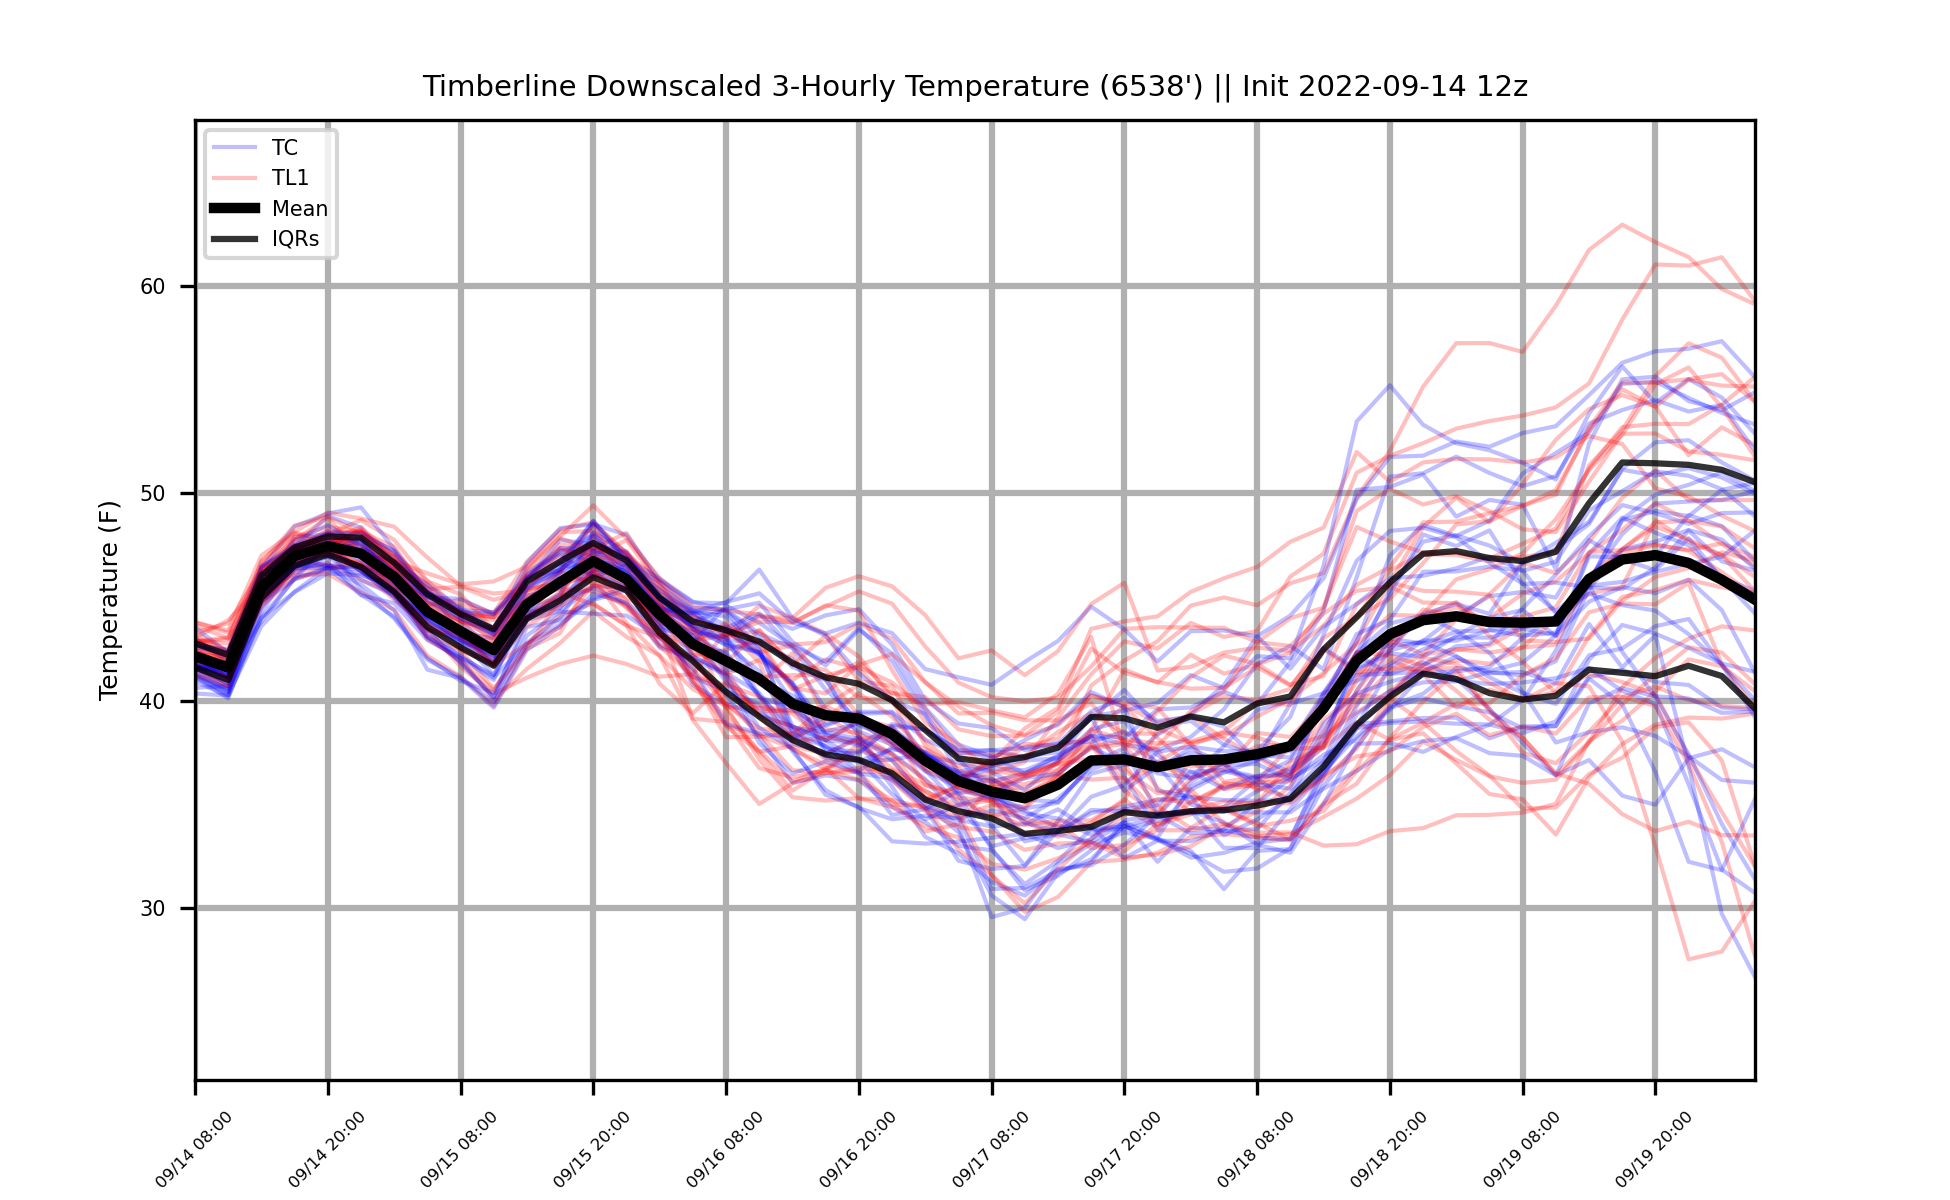 Timberline Downscaled 3-Hourly Temperature (6538') || Init 2022-09-14 12z
TC
TL1
Mean
IQRs
Temperature (F)
60
50
40
30
09/14 08:00
09/14 20:00
09/15 08:00
09/15 20:00
09/16 08:00
09/16 20:00
09/17 08:00
09/17 20:00
09/18 08:00
09/18 20:00
09/19 08:00
09/19 20:00